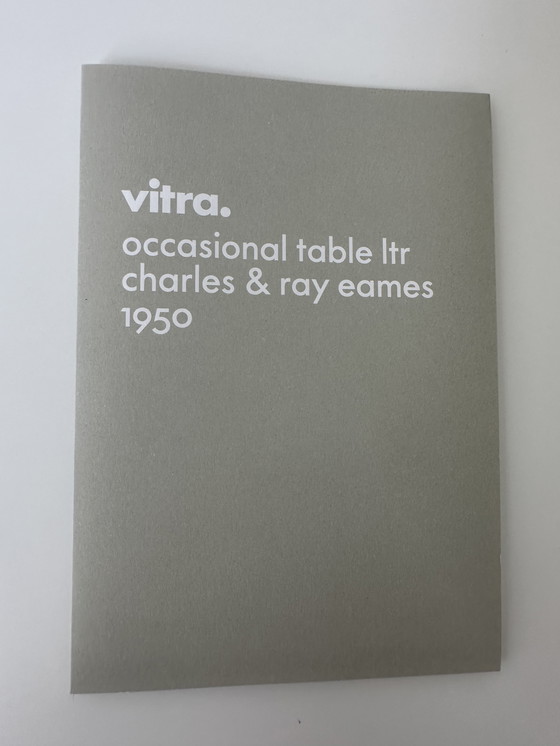 vitra.
occasional table ltr
charles & ray eames
1950